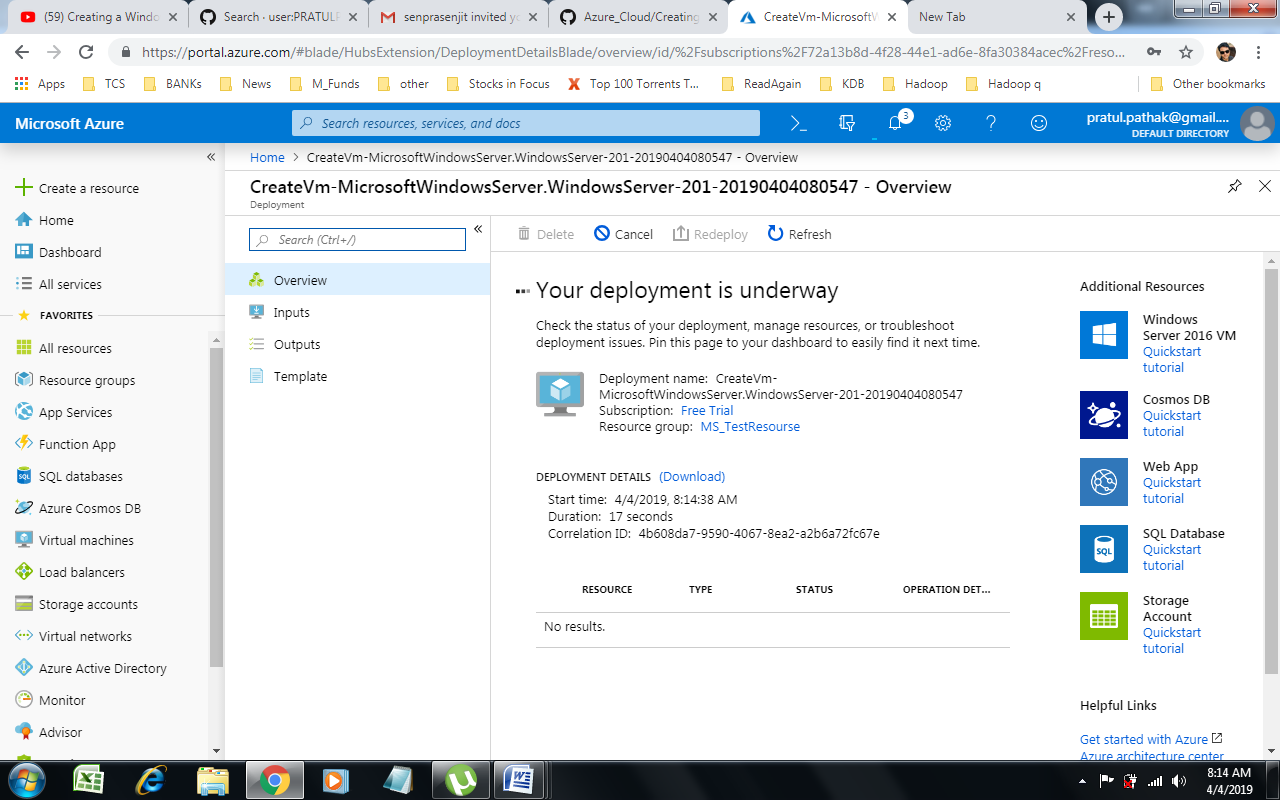 (59) Creating a Windo
Search · user:PRATULP
senprasenjit invited yo
Azure_Cloud/Creating
CreateVm-MicrosoftW
New Tab
https://portal.azure.com/#blade/HubsExtension/DeploymentDetailsBlade/overview/id/%2Fsubscriptions%2F72a13b8d-4f28-44e1-ad6e-8fa30384acec%2Freso...
Apps TCS BANKs News M_Funds other Stocks in Focus Top 100 Torrents T... ReadAgain KDB Hadoop Hadoop q Other bookmarks
Microsoft Azure
Search resources, services, and docs
3
pratul.pathak@gmail....
DEFAULT DIRECTORY
Create a resource
Home
Dashboard
All services
FAVORITES
All resources
Resource groups
App Services
Function App
SQL databases
Azure Cosmos DB
Virtual machines
Load balancers
Storage accounts
Virtual networks
Azure Active Directory
Monitor
Advisor
Home > CreateVm-MicrosoftWindowsServer.WindowsServer-201-20190404080547 - Overview
CreateVm-MicrosoftWindowsServer.WindowsServer-201-20190404080547 - Overview
Deployment
Search (Ctrl+/)
Overview
Inputs
Outputs
Template
Delete Cancel Redeploy Refresh
Your deployment is underway
Check the status of your deployment, manage resources, or troubleshoot
deployment issues. Pin this page to your dashboard to easily find it next time.
Deployment name: CreateVm-
MicrosoftWindowsServer.WindowsServer-201-20190404080547
Subscription: Free Trial
Resource group: MS_TestResourse
DEPLOYMENT DETAILS (Download)
Start time: 4/4/2019, 8:14:38 AM
Duration: 17 seconds
Correlation ID: 4b608da7-9590-4067-8ea2-a2b6a72fc67e
RESOURCE TYPE STATUS OPERATION DET...
No results.
Additional Resources
Windows
Server 2016 VM
Quickstart
tutorial
Cosmos DB
Quickstart
tutorial
Web App
Quickstart
tutorial
SQL
SQL Database
Quickstart
tutorial
Storage
Account
Quickstart
tutorial
Helpful Links
Get started with Azure
Azure architecture center
8:14 AM
4/4/2019